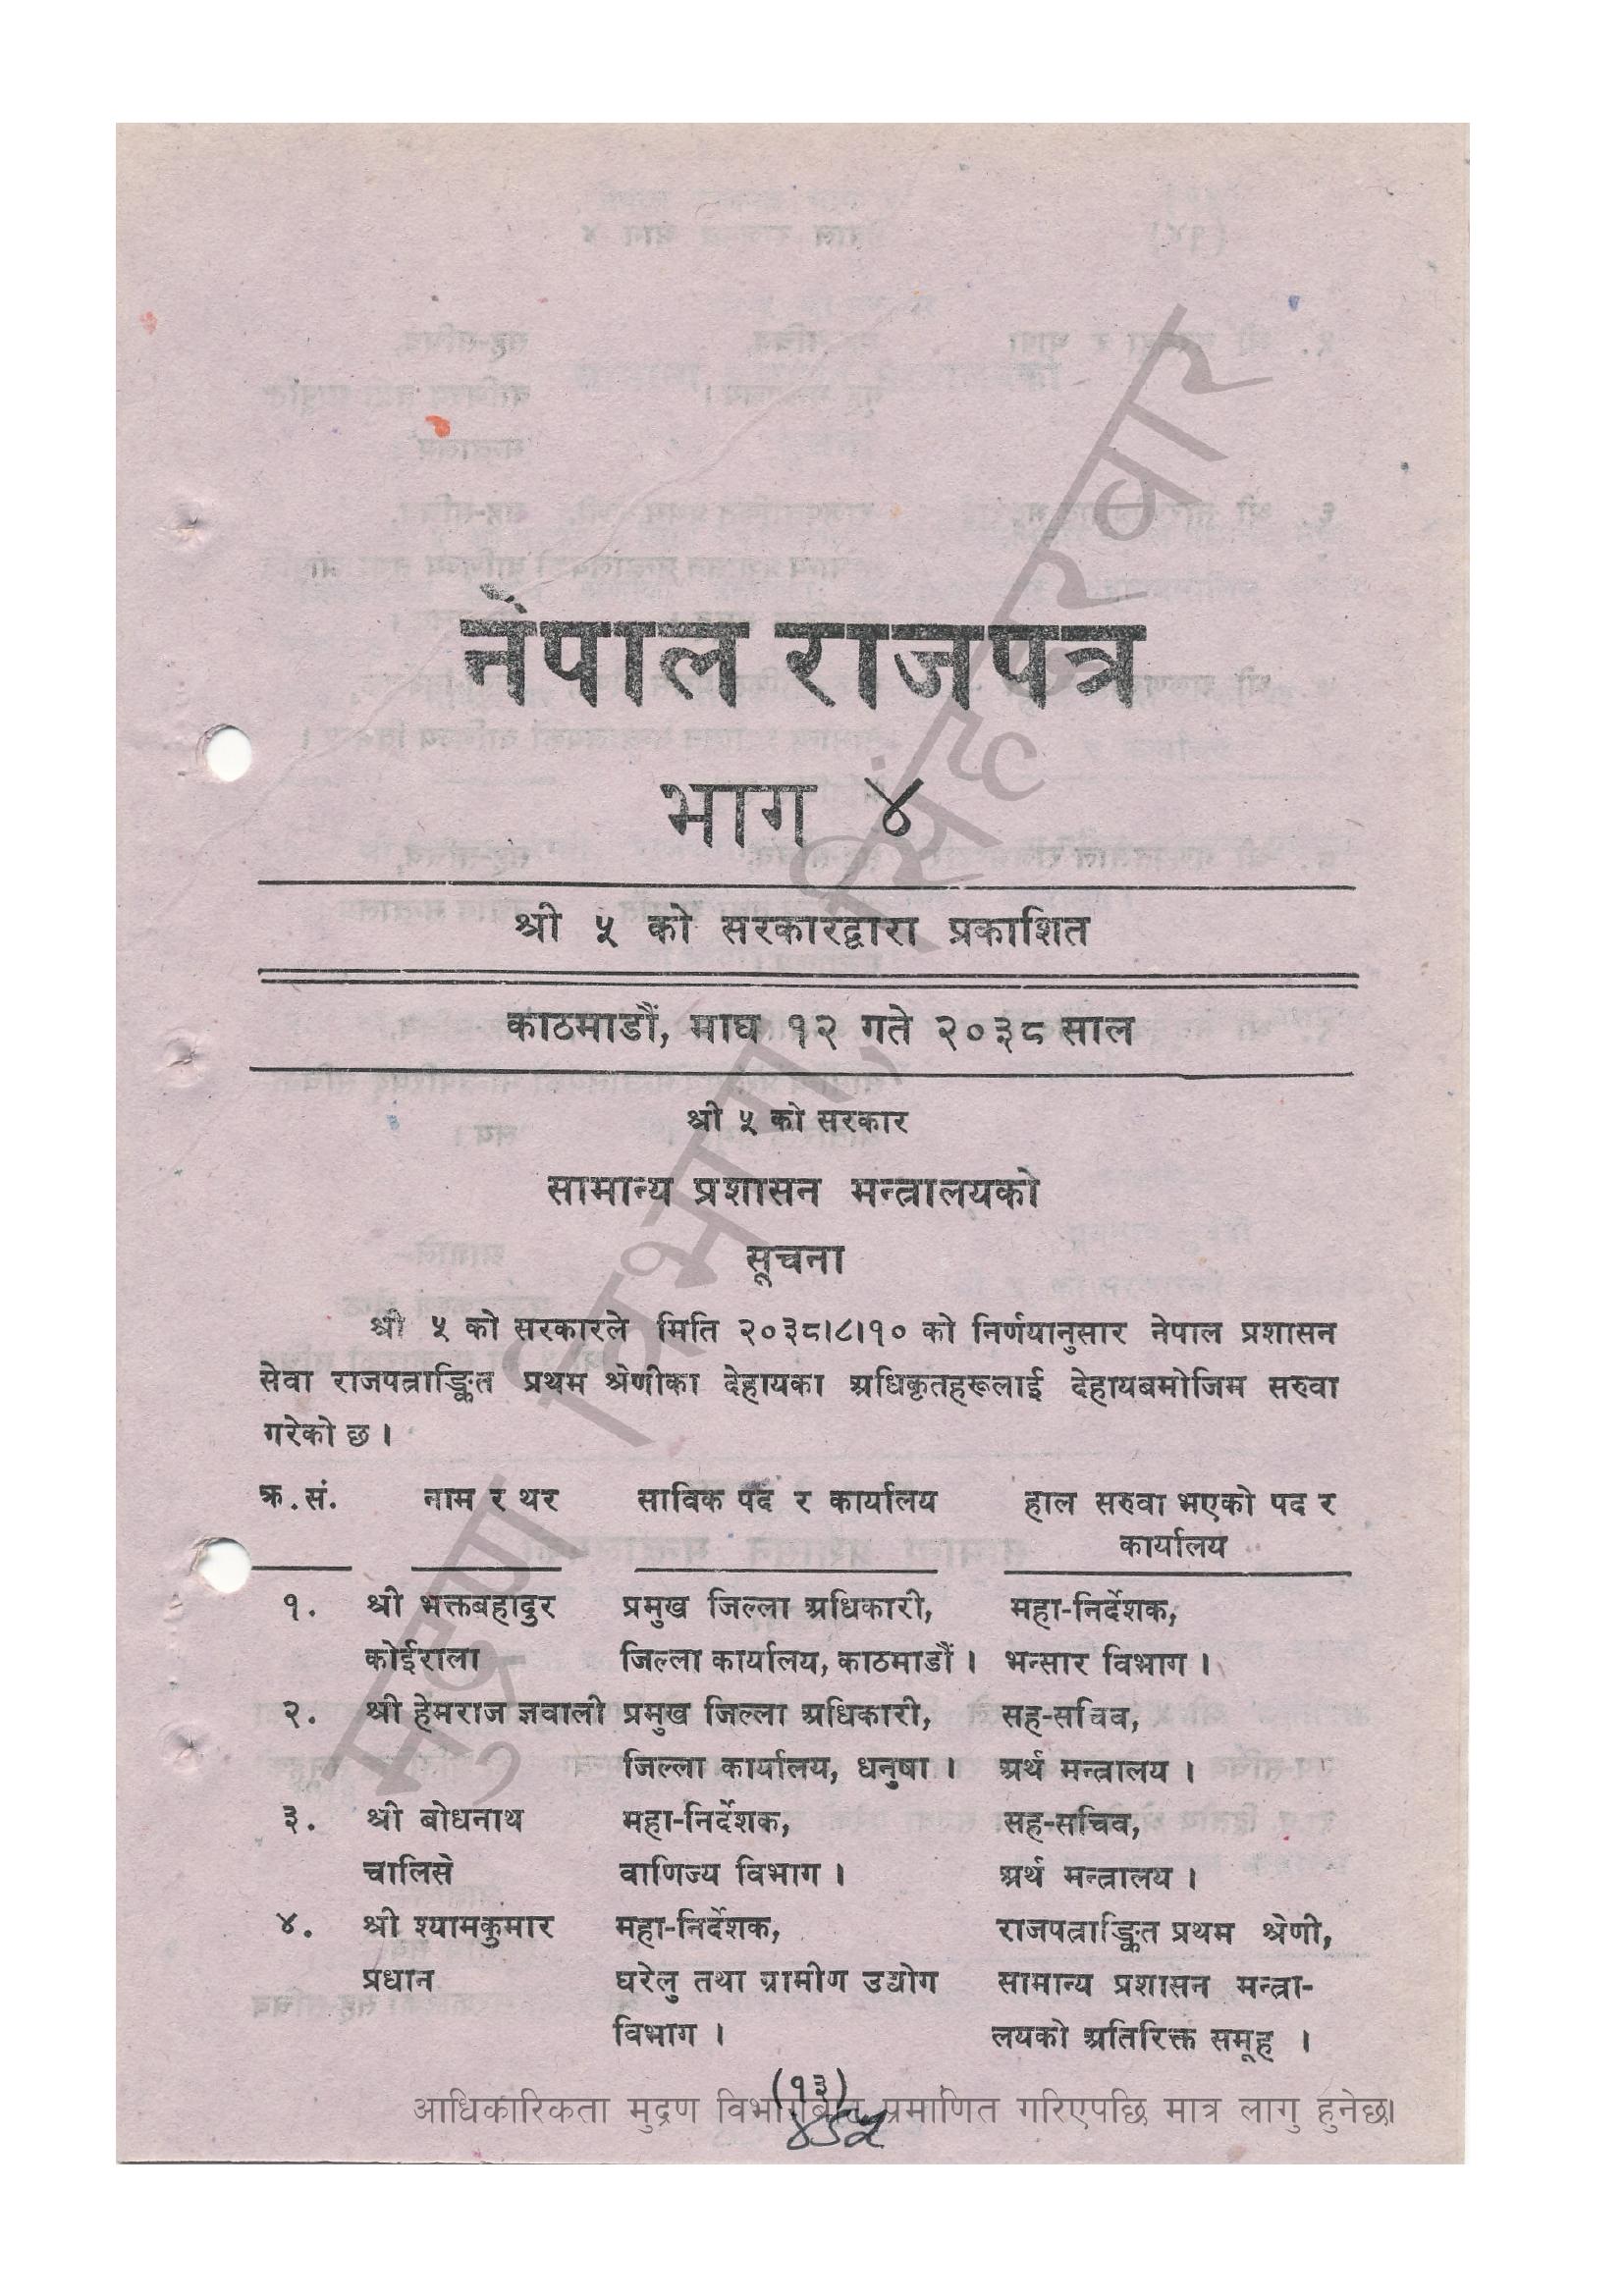 नेपाल राजपत्र
भाग ४
श्री ५ को सरकारद्वारा प्रकाशित
काठमाडौं, माघ १२ गते २०३८ साल
श्री ५ को सरकार
सामान्य प्रशासन मन्त्रालयको
सूचना
श्री ५ को सरकारले मिति २०३८।८।१० को निर्णयानुसार नेपाल प्रशासन
सेवा राजपत्राङ्कित प्रथम श्रेणीका देहायका अधिकृतहरूलाई देहायबमोजिम सरुवा
गरेको छ ।
क्र.सं. नाम र थर साविक पद र कार्यालय हाल सरुवा भएको पद र
कार्यालय
१. श्री भक्तबहादुर प्रमुख जिल्ला अधिकारी, महा-निर्देशक,
कोईराला जिल्ला कार्यालय, काठमाडौं । भन्सार विभाग ।
२. श्री हेमराज ज्ञवाली प्रमुख जिल्ला अधिकारी, सह-सचिव,
जिल्ला कार्यालय, धनुषा । अर्थ मन्त्रालय ।
३. श्री बोधनाथ महा-निर्देशक, सह-सचिव,
चालिसे वाणिज्य विभाग । अर्थ मन्त्रालय ।
४. श्री श्यामकुमार महा-निर्देशक, राजपत्राङ्कित प्रथम श्रेणी,
प्रधान घरेलु तथा ग्रामीण उद्योग सामान्य प्रशासन मन्त्रा-
विभाग । लयको अतिरिक्त समूह ।
(१३)
आधिकारिकता मुद्रण विभागबाट प्रमाणित गरिएपछि मात्र लागु हुनेछ।
मुद्रण विभाग, सिंहदरबार